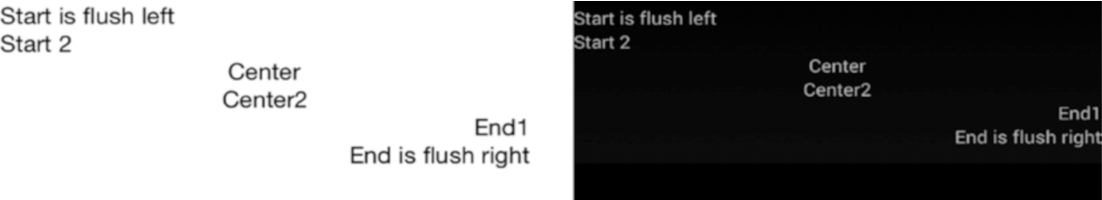 Start is flush left
Start 2
Center
Center2
End1
End is flush right
Start is flush left
Start 2
Center
Center2
End1
End is flush right